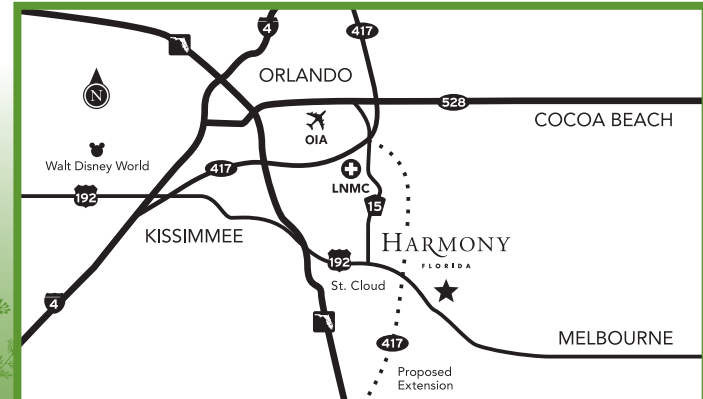 4
417
ORLANDO
N
528
COCOA BEACH
OIA
Walt Disney World
417
LNMC
192
15
KISSIMMEE
HARMONY
FLORIDA
192
St. Cloud
4
MELBOURNE
417
Proposed
Extension